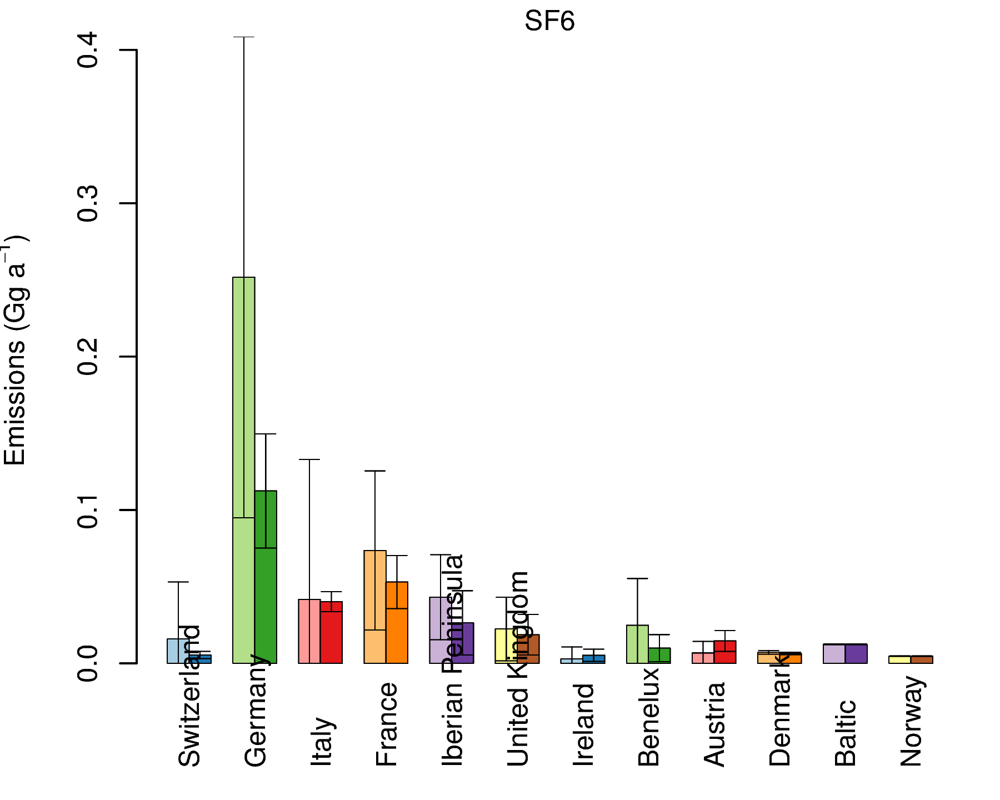 SF6
Emissions (Gg a⁻¹)
0.4
0.3
0.2
0.1
0.0
Switzerland
Germany
Italy
France
Iberian Peninsula
United Kingdom
Ireland
Benelux
Austria
Denmark
Baltic
Norway